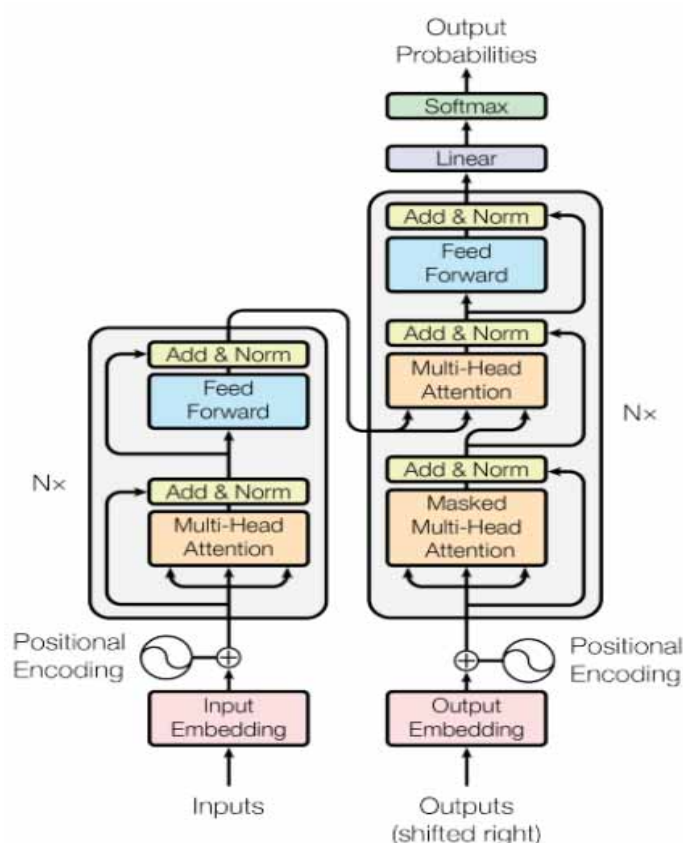 Output
Probabilities
Softmax
Linear
Add & Norm
Feed
Forward
Add & Norm
Multi-Head
Attention
Nx
Add & Norm
Masked
Multi-Head
Attention
Add & Norm
Feed
Forward
Nx
Add & Norm
Multi-Head
Attention
Positional
Encoding
Positional
Encoding
Input
Embedding
Output
Embedding
Inputs
Outputs
(shifted right)